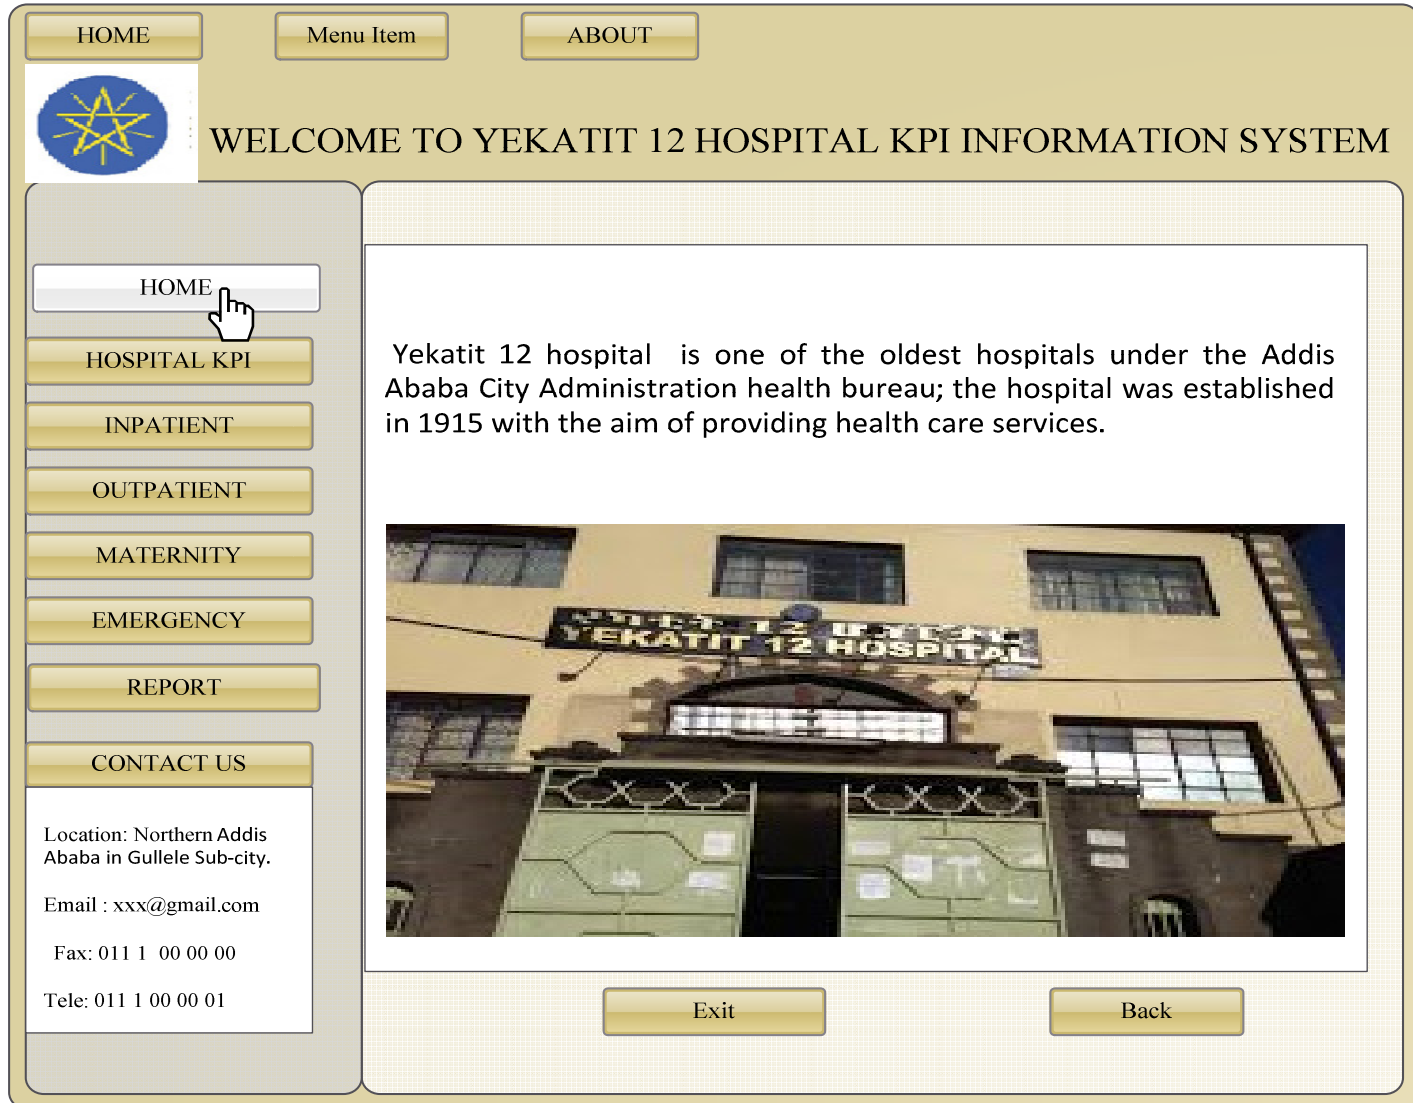 HOME
Menu Item
ABOUT
WELCOME TO YEKATIT 12 HOSPITAL KPI INFORMATION SYSTEM
HOME
HOSPITAL KPI
INPATIENT
OUTPATIENT
MATERNITY
EMERGENCY
REPORT
CONTACT US
Location: Northern Addis
Ababa in Gullele Sub-city.
Email : xxx@gmail.com
Fax: 011 1 00 00 00
Tele: 011 1 00 00 01
Yekatit 12 hospital is one of the oldest hospitals under the Addis
Ababa City Administration health bureau; the hospital was established
in 1915 with the aim of providing health care services.
12
YEKATIT 12 HOSPITAL
Exit
Back